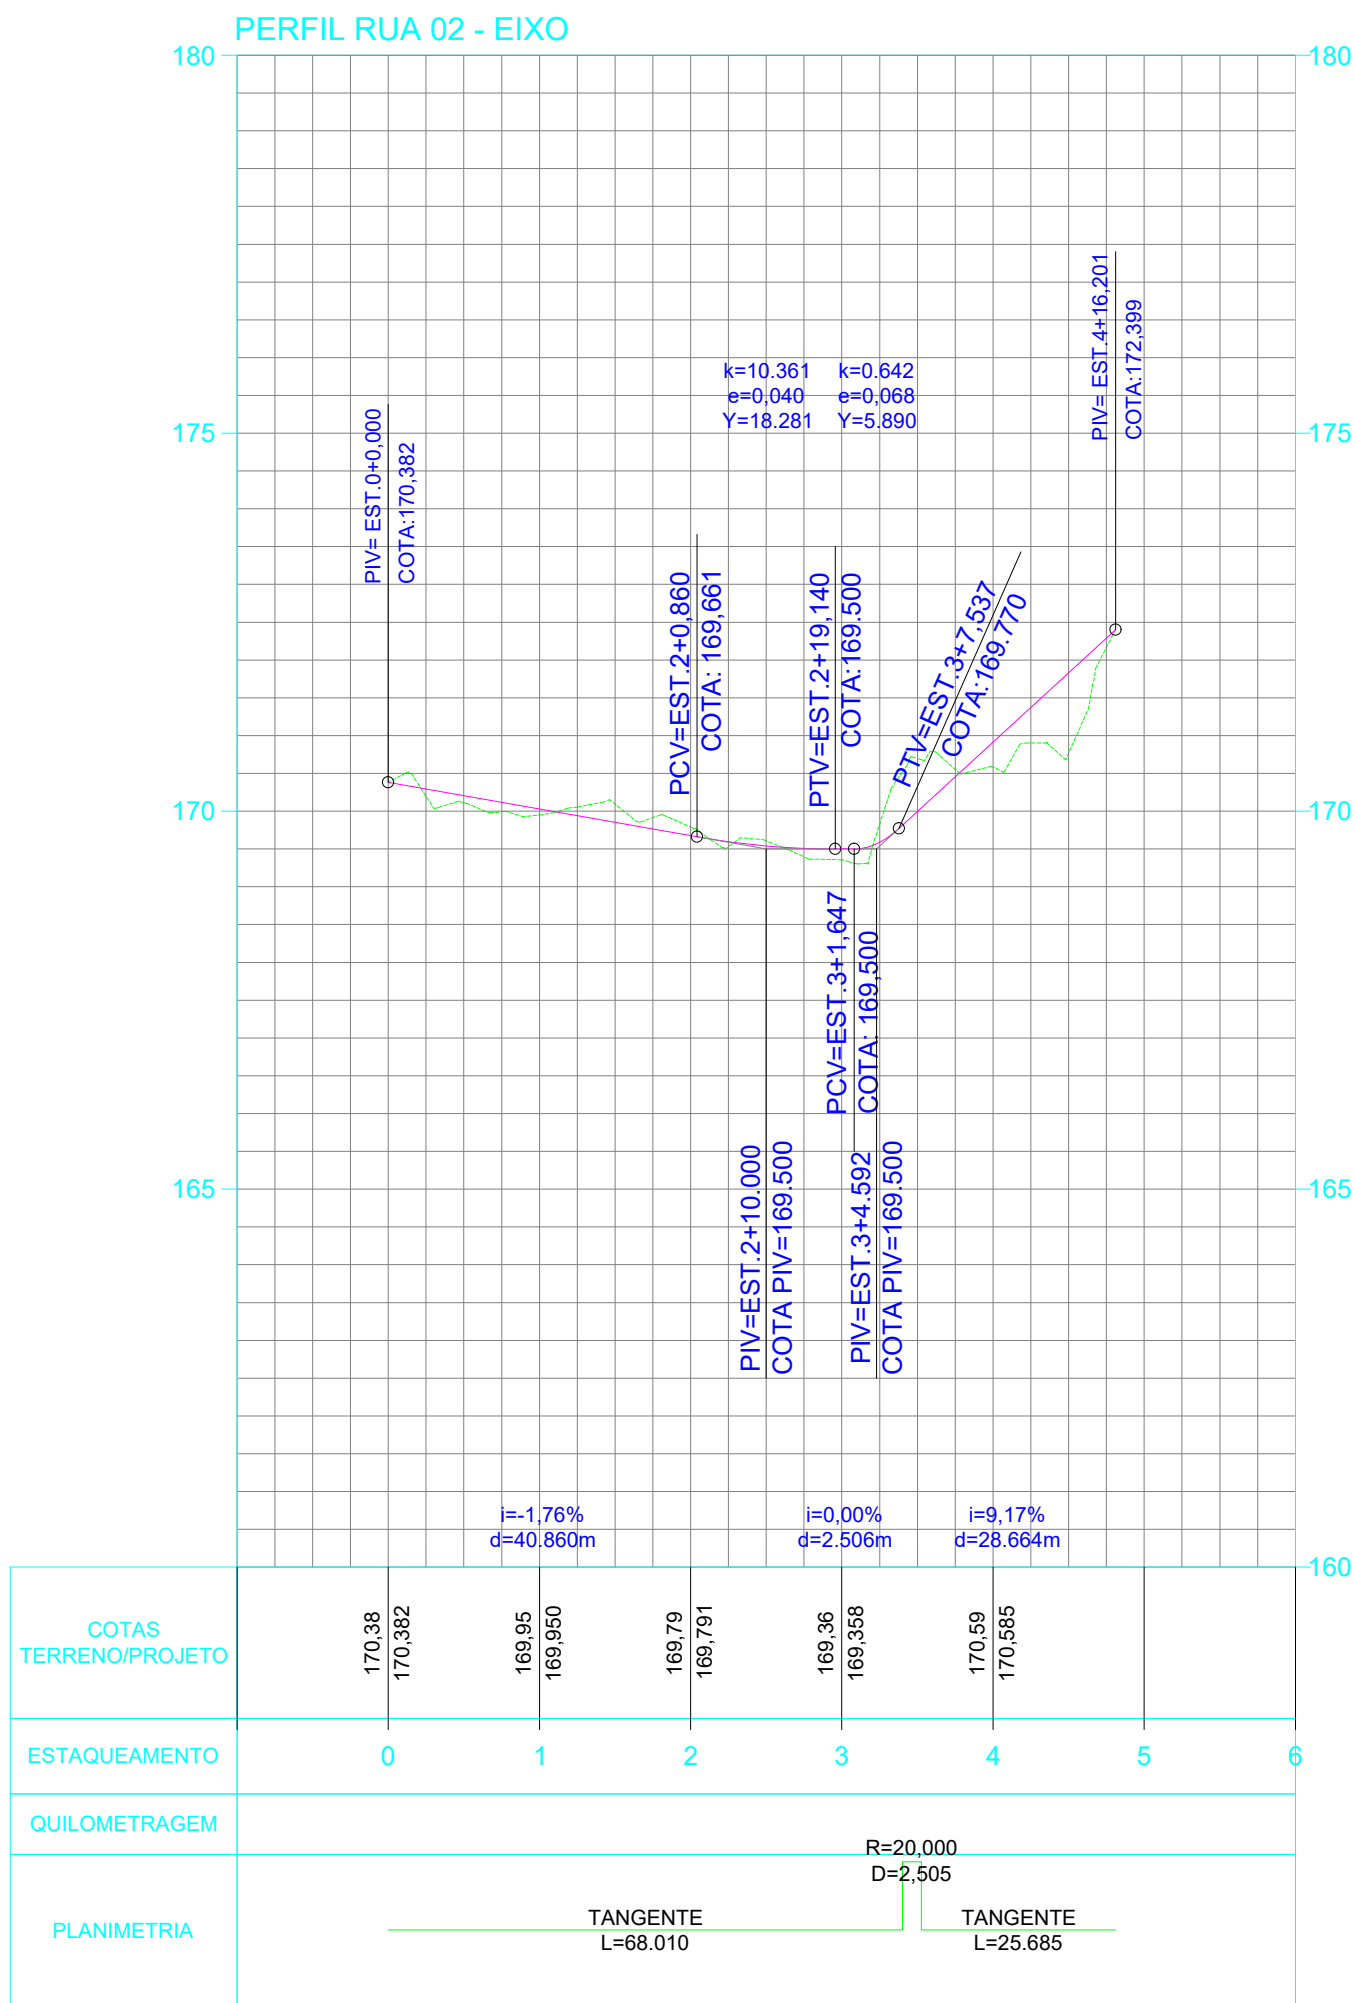 PERFIL RUA 02 - EIXO
180
180
175
175
170
170
165
165
160
PIV= EST.0+0,000
COTA:170,382
PCV=EST.2+0,860
COTA: 169,661
k=10.361
e=0,040
Y=18.281
k=0.642
e=0,068
Y=5.890
PTV=EST.2+19,140
COTA:169.500
PTV=EST.3+7,537
COTA:169.770
PIV= EST.4+16,201
COTA:172,399
PCV=EST.3+1,647
COTA: 169,500
PIV=EST.2+10.000
COTA PIV=169.500
PIV=EST.3+4.592
COTA PIV=169.500
i=-1,76%
d=40.860m
i=0,00%
d=2.506m
i=9,17%
d=28.664m
COTAS
TERRENO/PROJETO
170,38
170,382
169,95
169,950
169,79
169,791
169,36
169,358
170,59
170,585
ESTAQUEAMENTO
0 1 2 3 4 5 6
QUILOMETRAGEM
PLANIMETRIA
R=20,000
D=2,505
TANGENTE
L=68.010
TANGENTE
L=25.685